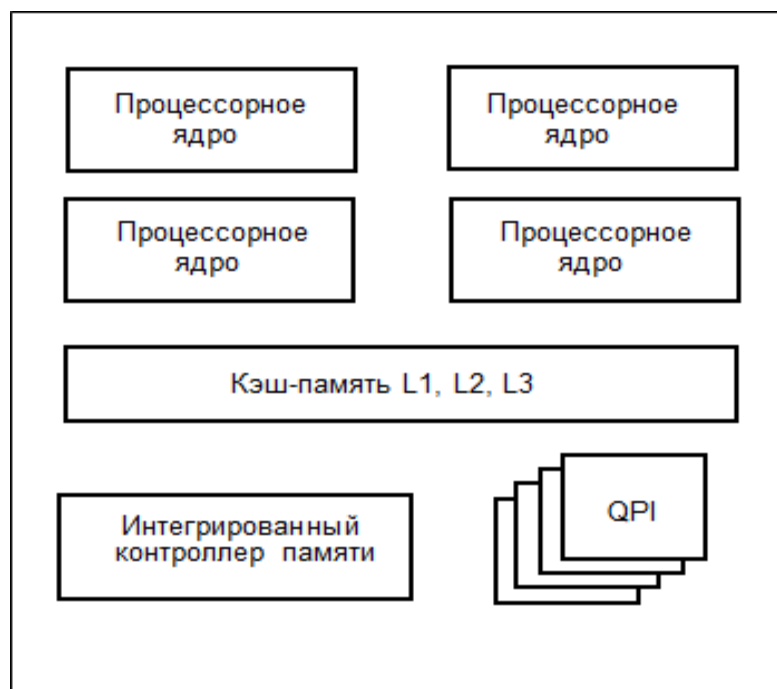 Процессорное
ядро
Процессорное
ядро
Процессорное
ядро
Процессорное
ядро
Кэш-память L1, L2, L3
Интегрированный
контроллер памяти
QPI